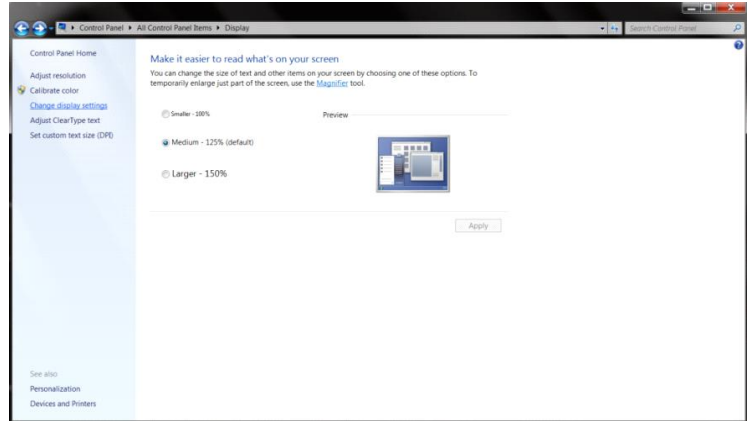 Control Panel ▸ All Control Panel Items ▸ Display
Search Control Panel
Control Panel Home
Adjust resolution
Calibrate color
Change display settings
Adjust ClearType text
Set custom text size (DPI)
Make it easier to read what's on your screen
You can change the size of text and other items on your screen by choosing one of these options. To
temporarily enlarge just part of the screen, use the Magnifier tool.
Smaller - 100%
Preview
Medium - 125% (default)
Larger - 150%
Apply
See also
Personalization
Devices and Printers